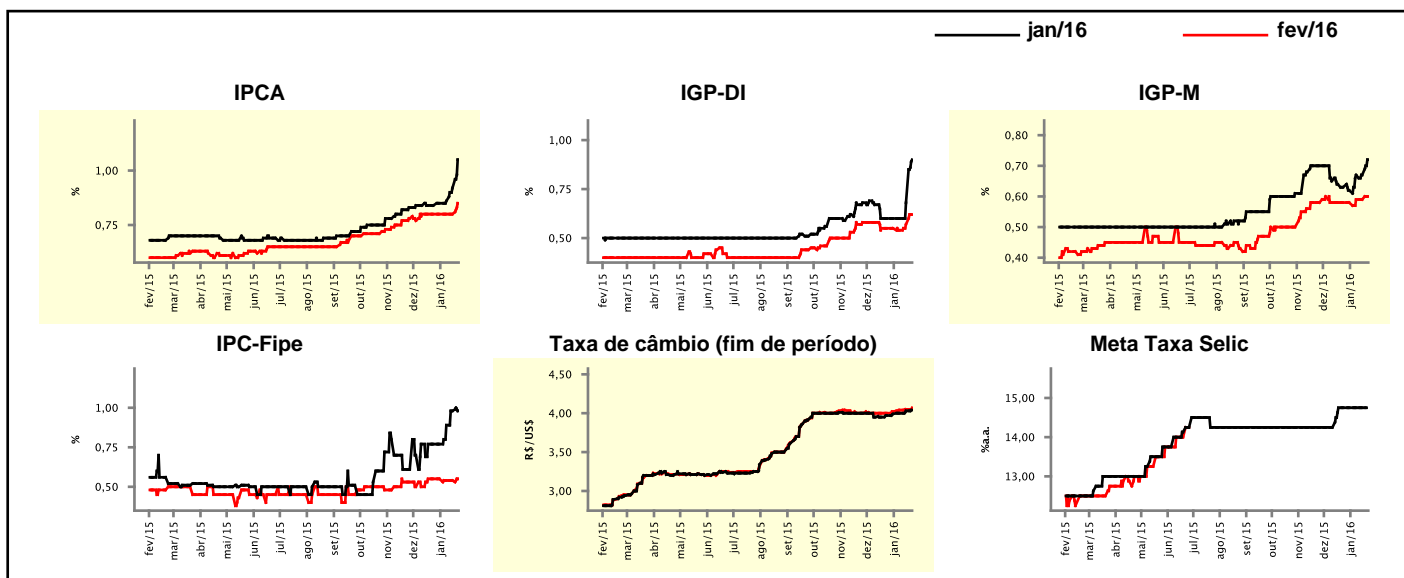 jan/16 fev/16
IPCA
%
1,00
0,75
fev/15 mar/15 abr/15 mai/15 jun/15 jul/15 ago/15 set/15 out/15 nov/15 dez/15 jan/16
IGP-DI
%
1,00
0,75
0,50
fev/15 mar/15 abr/15 mai/15 jun/15 jul/15 ago/15 set/15 out/15 nov/15 dez/15 jan/16
IGP-M
%
0,80
0,70
0,60
0,50
0,40
fev/15 mar/15 abr/15 mai/15 jun/15 jul/15 ago/15 set/15 out/15 nov/15 dez/15 jan/16
IPC-Fipe
%
1,00
0,75
0,50
fev/15 mar/15 abr/15 mai/15 jun/15 jul/15 ago/15 set/15 out/15 nov/15 dez/15 jan/16
Taxa de câmbio (fim de período)
R$/US$
4,50
4,00
3,50
3,00
fev/15 mar/15 abr/15 mai/15 jun/15 jul/15 ago/15 set/15 out/15 nov/15 dez/15 jan/16
Meta Taxa Selic
%a.a.
15,00
14,00
13,00
fev/15 mar/15 abr/15 mai/15 jun/15 jul/15 ago/15 set/15 out/15 nov/15 dez/15 jan/16